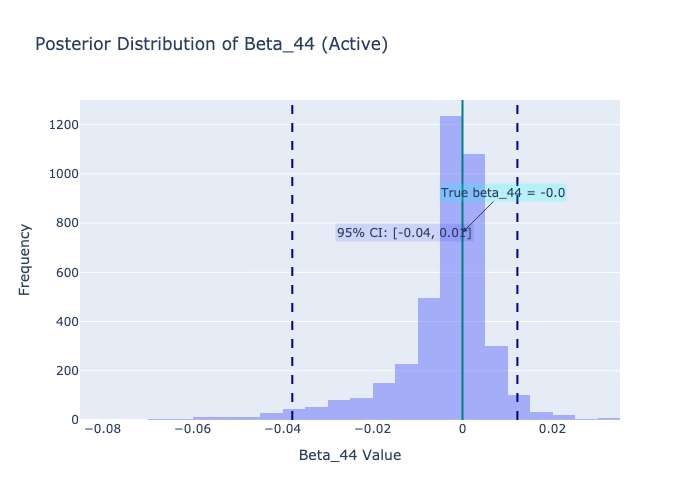 Posterior Distribution of Beta_44 (Active)
1200
1000
800
600
400
200
0
Frequency
True beta_44 = -0.0
95% CI: [-0.04, 0.01]
−0.08
−0.06
−0.04
−0.02
0
0.02
Beta_44 Value